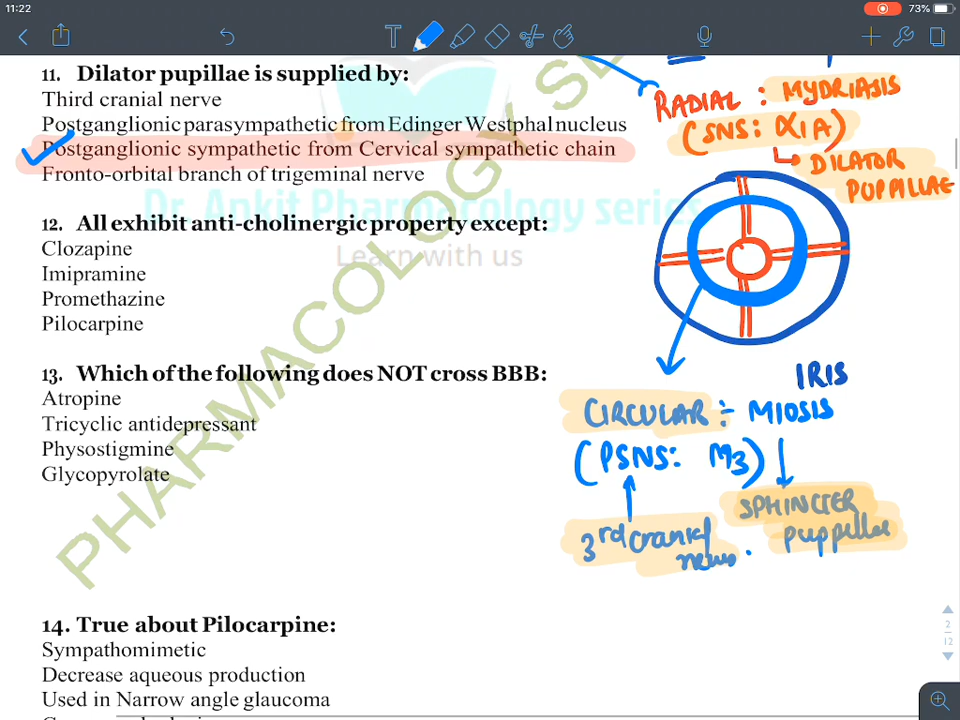 11:22
73%
T
11. Dilator pupillae is supplied by:
Third cranial nerve
Postganglionic parasympathetic from Edinger Westphal nucleus
Postganglionic sympathetic from Cervical sympathetic chain
Fronto-orbital branch of trigeminal nerve
12. All exhibit anti-cholinergic property except:
Clozapine
Imipramine
Promethazine
Pilocarpine
13. Which of the following does NOT cross BBB:
Atropine
Tricyclic antidepressant
Physostigmine
Glycopyrolate
14. True about Pilocarpine:
Sympathomimetic
Decrease aqueous production
Used in Narrow angle glaucoma
RADIAL : MYDRIASIS
(SNS: α1A)
DILATOR
PUPPILLAE
IRIS
CIRCULAR :- MIOSIS
(PSNS: M3)
SPHINCTER
puppillae
3rd cranial
Dr. Ankit Pharmacology series
Learn with us
PHARMACOLOGY
2
12